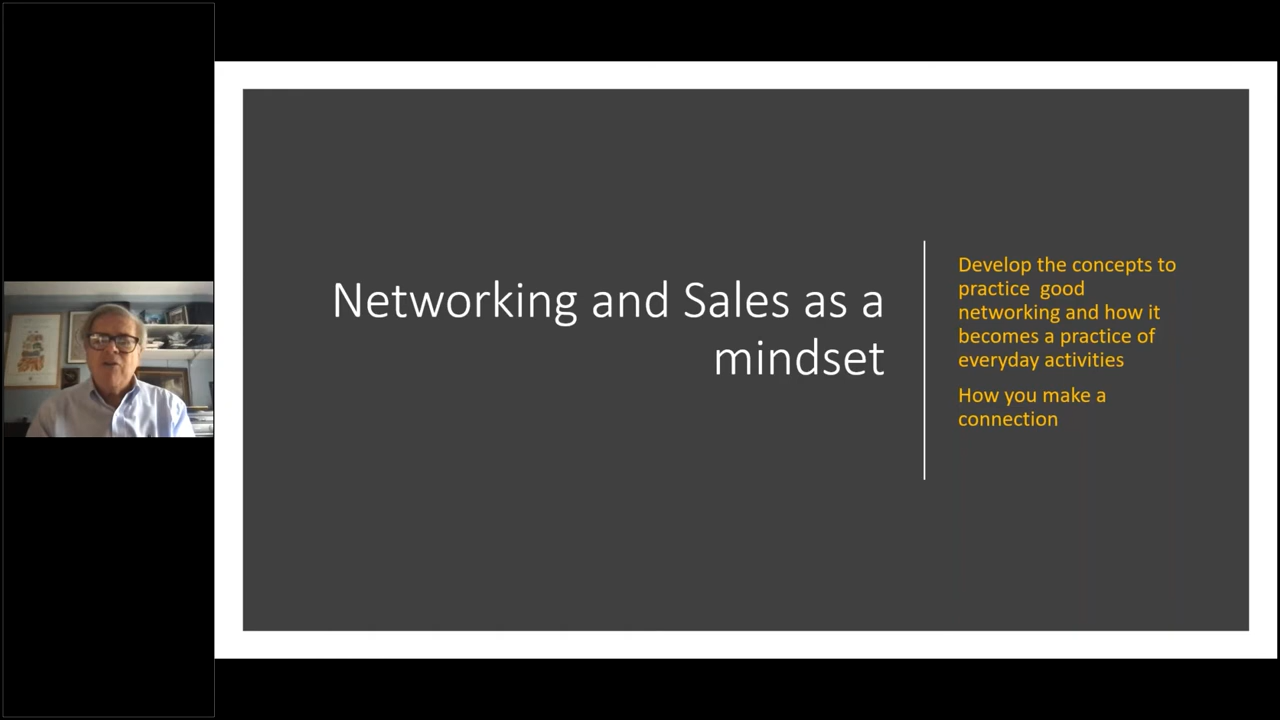 Networking and Sales as a
mindset
Develop the concepts to
practice  good
networking and how it
becomes a practice of
everyday activities
How you make a
connection